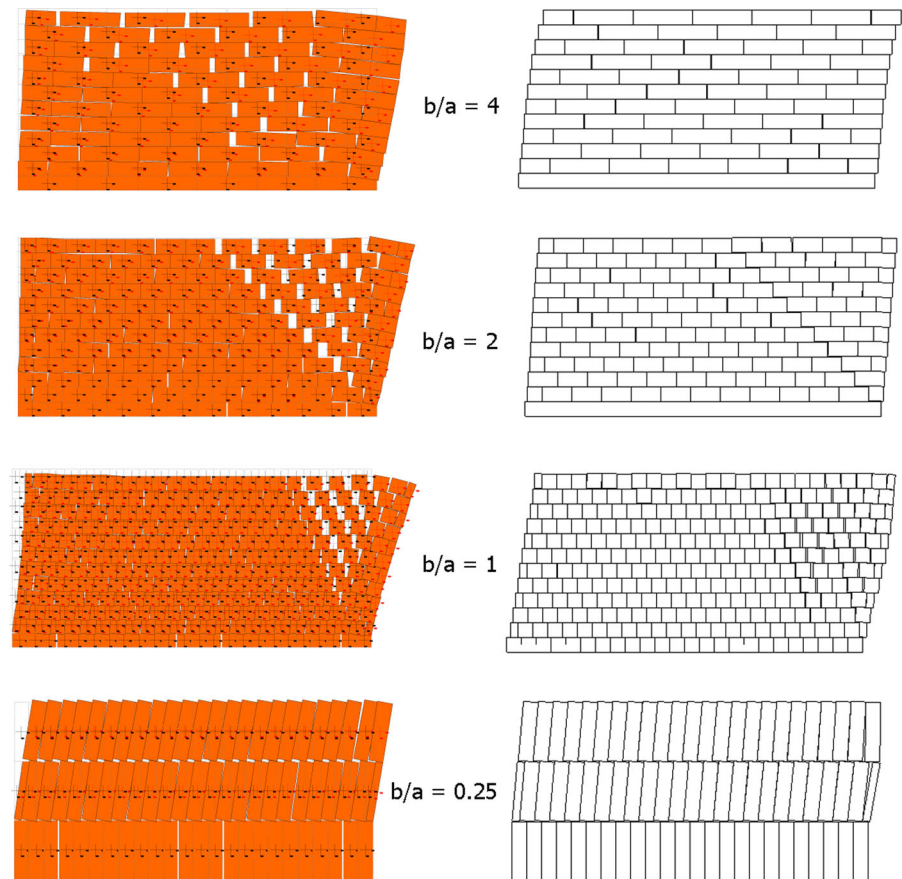 b/a = 4
b/a = 2
b/a = 1
b/a = 0.25